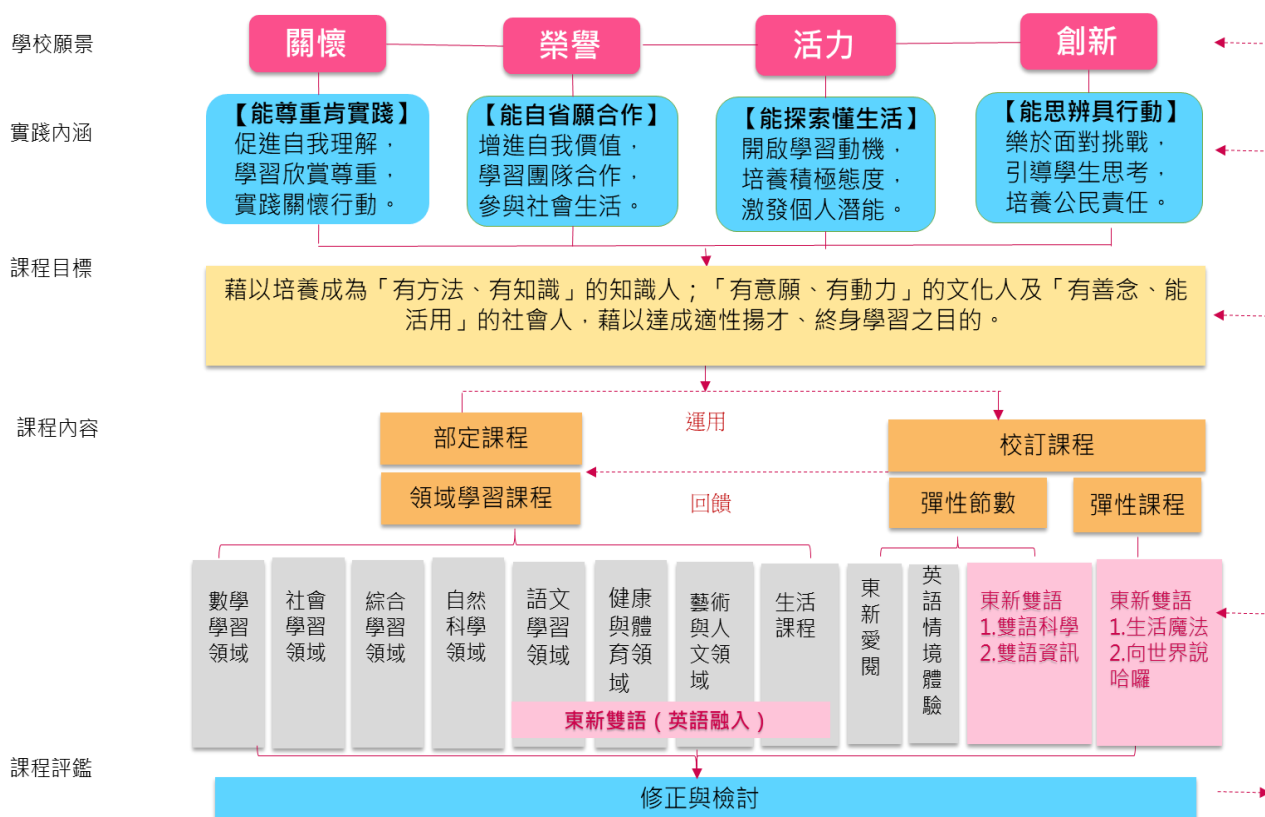 學校願景
關懷
榮譽
活力
創新
實踐內涵
【能尊重肯實踐】
促進自我理解，
學習欣賞尊重，
實踐關懷行動。
【能自省願合作】
增進自我價值，
學習團隊合作，
參與社會生活。
【能探索懂生活】
開啟學習動機，
培養積極態度，
激發個人潛能。
【能思辨具行動】
樂於面對挑戰，
引導學生思考，
培養公民責任。
課程目標
藉以培養成為「有方法、有知識」的知識人；「有意願、有動力」的文化人及「有善念、能
活用」的社會人，藉以達成適性揚才、終身學習之目的。
課程內容
部定課程
運用
校訂課程
領域學習課程
回饋
彈性節數
彈性課程
數學
學習
領域
社會
學習
領域
綜合
學習
領域
自然
科學
領域
語文
學習
領域
健康
與體
育領
域
藝術
與人
文領
域
生活
課程
東新雙語（英語融入）
東新愛閱
英語情境體驗
東新雙語
1.雙語科學
2.雙語資訊
東新雙語
1.生活魔法
2.向世界說
哈囉
課程評鑑
修正與檢討